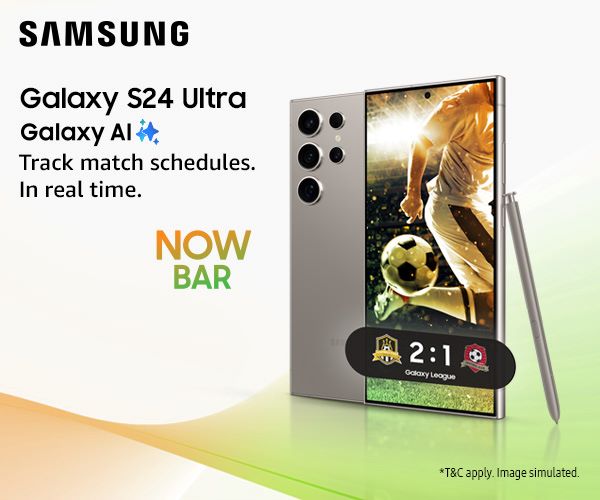 SAMSUNG
Galaxy S24 Ultra
Galaxy AI
Track match schedules.
In real time.
NOW
BAR
2:1
Galaxy League
*T&C apply. Image simulated.